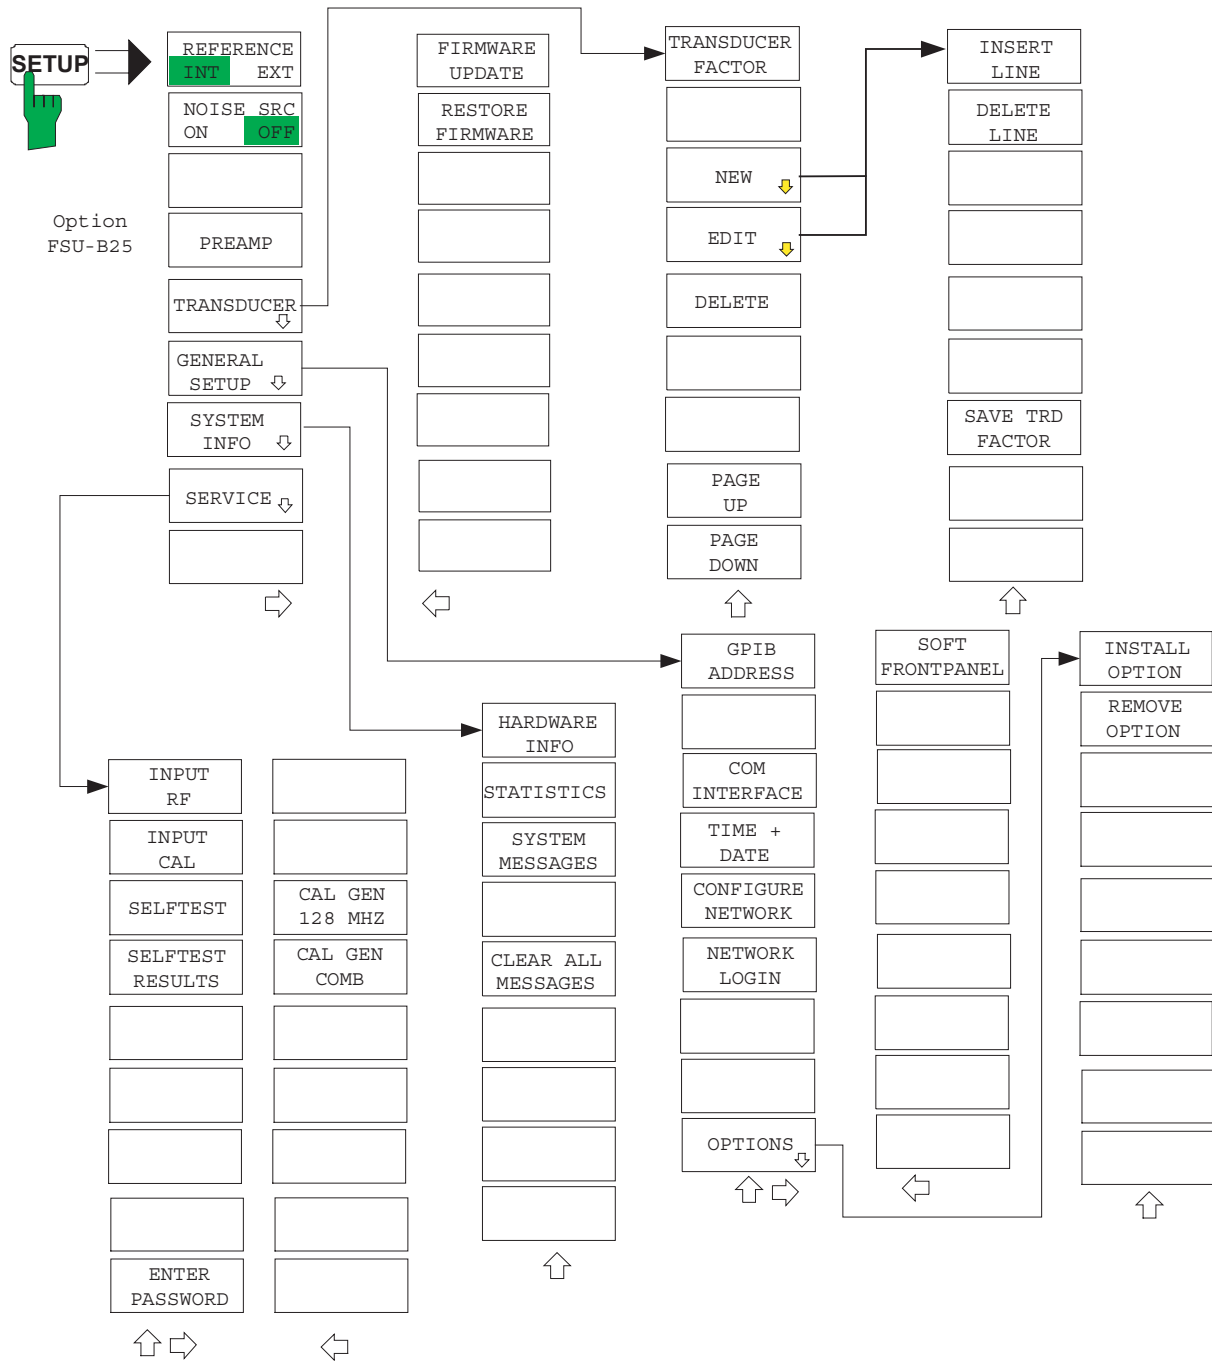 SETUP
REFERENCE
INT EXT
NOISE SRC
ON OFF
Option
FSU-B25
PREAMP
TRANSDUCER
GENERAL
SETUP
SYSTEM
INFO
SERVICE
FIRMWARE
UPDATE
RESTORE
FIRMWARE
TRANSDUCER
FACTOR
NEW
EDIT
DELETE
PAGE
UP
PAGE
DOWN
INSERT
LINE
DELETE
LINE
SAVE TRD
FACTOR
INPUT
RF
INPUT
CAL
SELFTEST
SELFTEST
RESULTS
ENTER
PASSWORD
CAL GEN
128 MHZ
CAL GEN
COMB
HARDWARE
INFO
STATISTICS
SYSTEM
MESSAGES
CLEAR ALL
MESSAGES
GPIB
ADDRESS
COM
INTERFACE
TIME +
DATE
CONFIGURE
NETWORK
NETWORK
LOGIN
OPTIONS
SOFT
FRONTPANEL
INSTALL
OPTION
REMOVE
OPTION